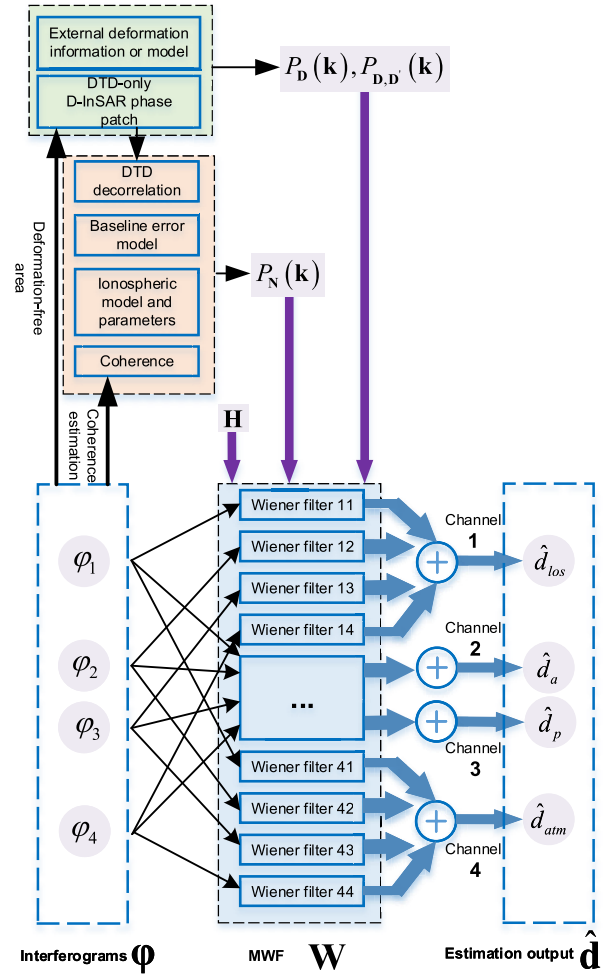 External deformation
information or model
DTD-only
D-InSAR phase
patch
P_D(k), P_{D,D'}(k)
DTD
decorrelation
Baseline error
model
Ionospheric
model and
parameters
Coherence
P_N(k)
Deformation-free
area
Coherence
estimation
H
φ₁
φ₂
φ₃
φ₄
Wiener filter 11
Wiener filter 12
Wiener filter 13
Wiener filter 14
...
Wiener filter 41
Wiener filter 42
Wiener filter 43
Wiener filter 44
Channel
1
Channel
2
3
Channel
Channel
4
d̂_los
d̂_a
d̂_p
d̂_atm
Interferograms φ
MWF W
Estimation output d̂